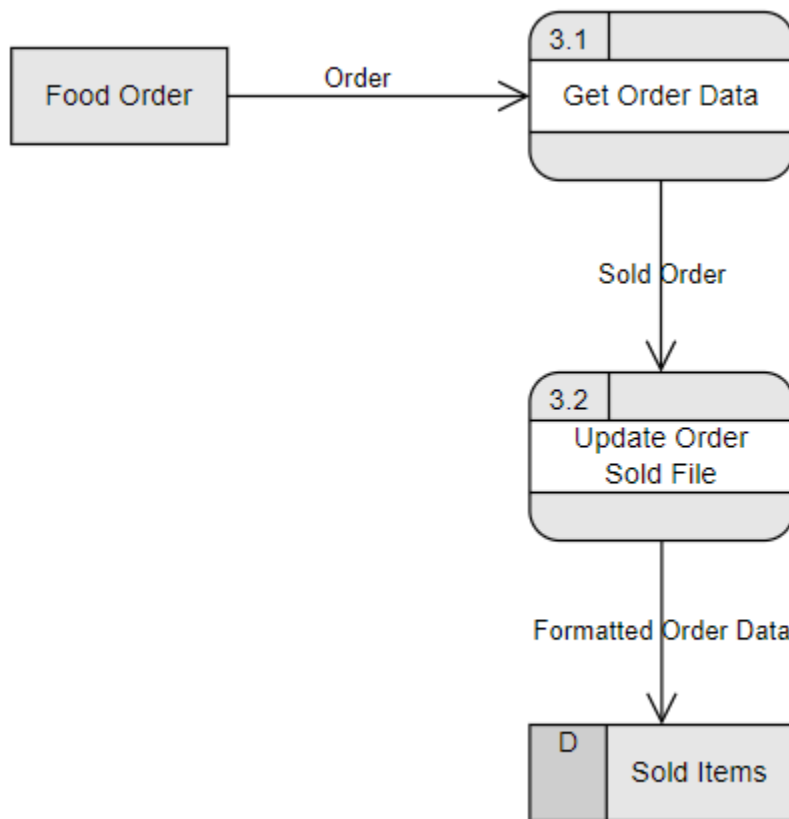 3.1
Food Order
Order
Get Order Data
Sold Order
3.2
Update Order
Sold File
Formatted Order Data
D
Sold Items